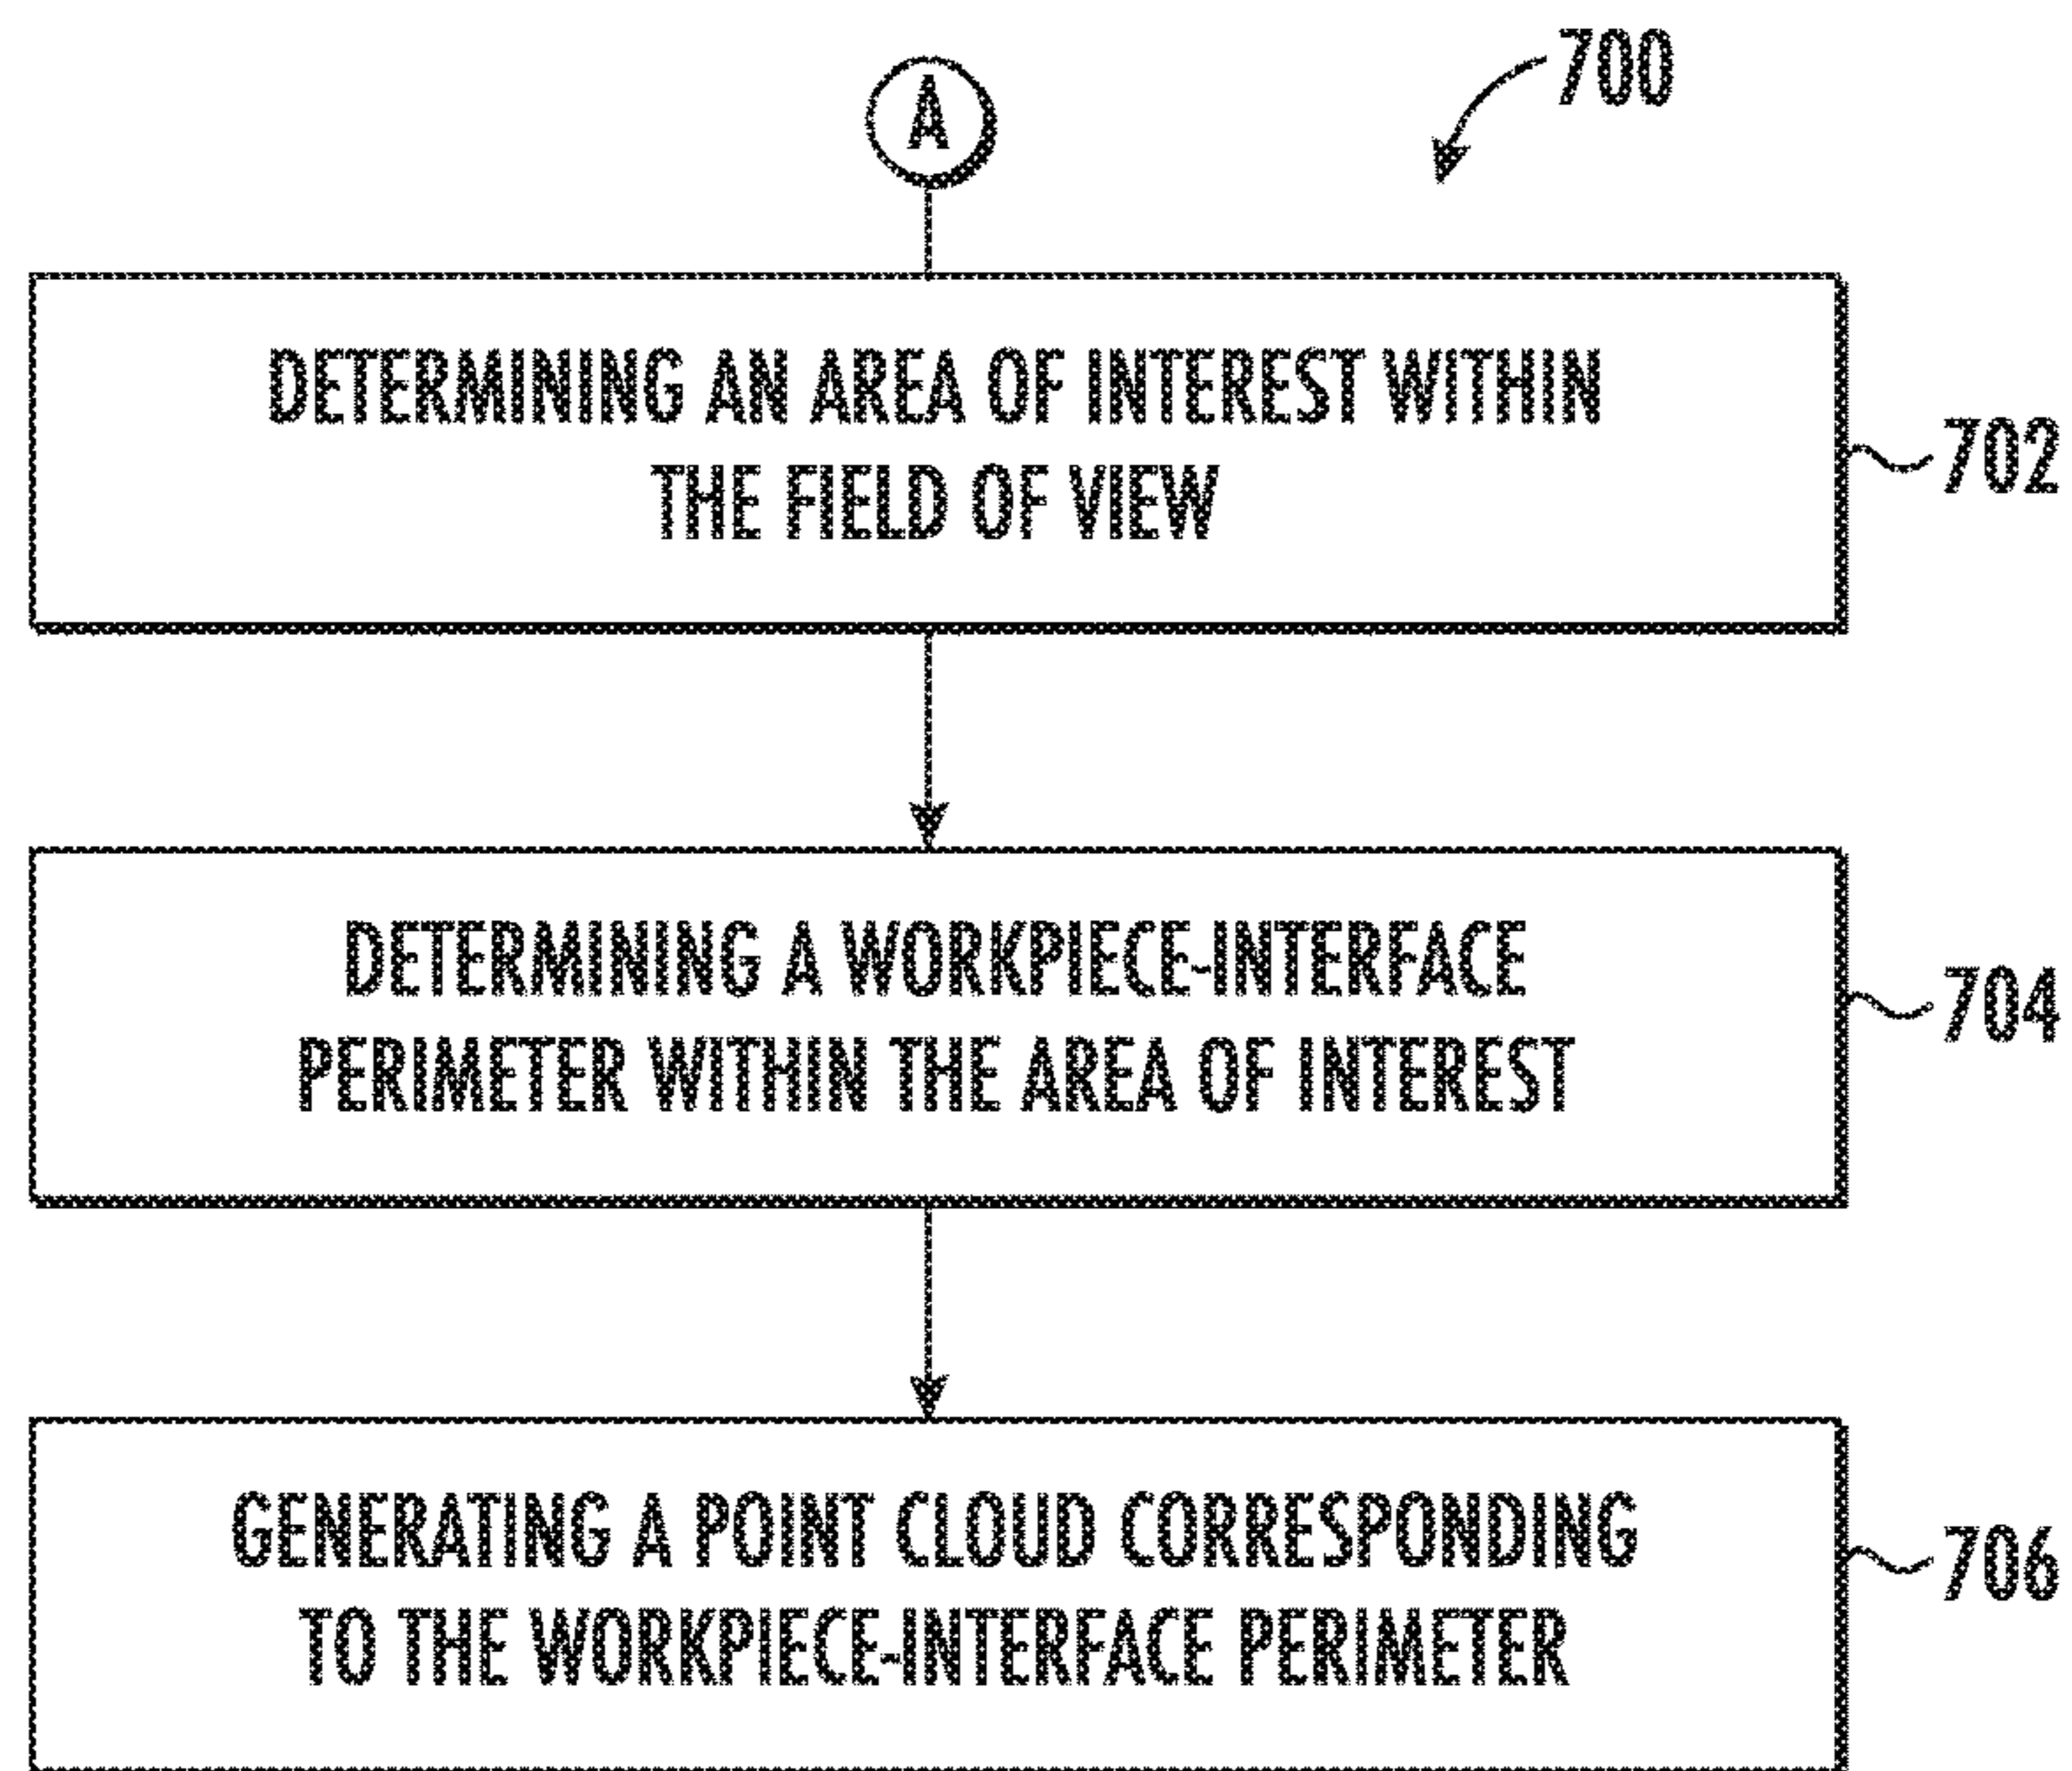 A
700
DETERMINING AN AREA OF INTEREST WITHIN
THE FIELD OF VIEW
702
DETERMINING A WORKPIECE-INTERFACE
PERIMETER WITHIN THE AREA OF INTEREST
704
GENERATING A POINT CLOUD CORRESPONDING
TO THE WORKPIECE-INTERFACE PERIMETER
706